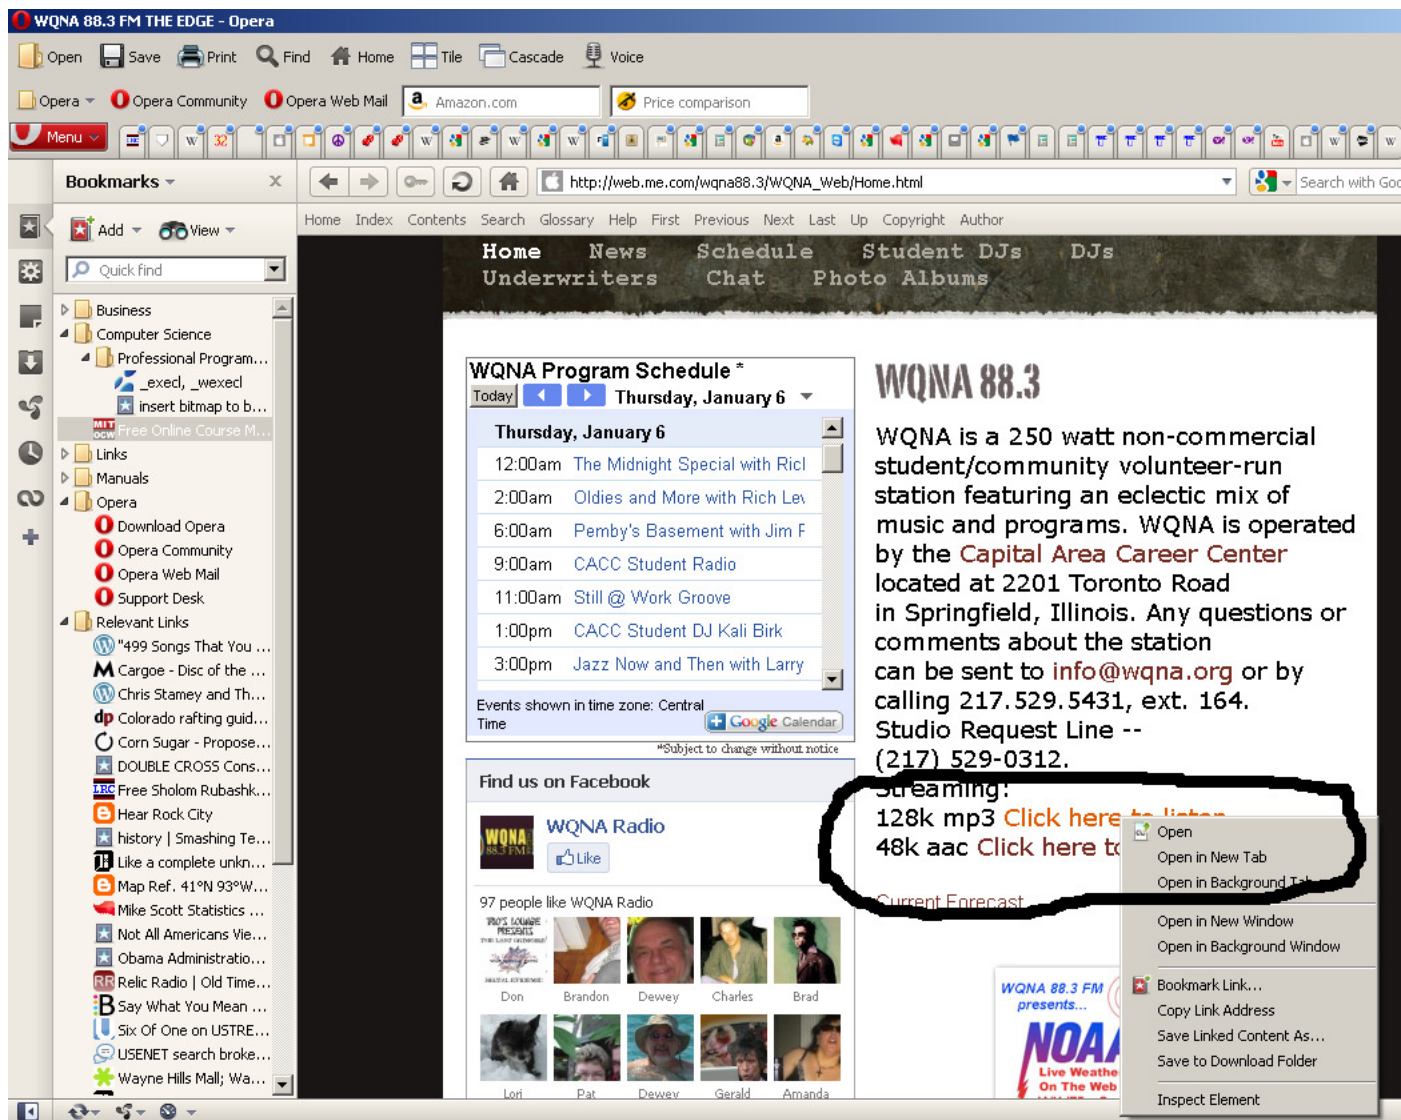 WQNA 88.3 FM THE EDGE - Opera
Open Save Print Find Home Tile Cascade Voice
Opera Opera Community Opera Web Mail Amazon.com Price comparison
Menu
Bookmarks
http://web.me.com/wqna88.3/WQNA_Web/Home.html Search with Goo
Add View
Home Index Contents Search Glossary Help First Previous Next Last Up Copyright Author
Quick find
Business
Computer Science
Professional Program...
_execl, _wexecl
insert bitmap to b...
MIT OCW Free Online Course M...
Links
Manuals
Opera
Download Opera
Opera Community
Opera Web Mail
Support Desk
Relevant Links
"499 Songs That You ...
Cargoe - Disc of the ...
Chris Stamey and Th...
Colorado rafting guid...
Corn Sugar - Propose...
DOUBLE CROSS Cons...
LRC Free Sholom Rubashk...
Hear Rock City
history | Smashing Te...
Like a complete unkn...
Map Ref. 41°N 93°W...
Mike Scott Statistics ...
Not All Americans Vie...
Obama Administratio...
RR Relic Radio | Old Time...
Say What You Mean ...
Six Of One on USTRE...
USENET search broke...
Wayne Hills Mall; Wa...
Home News Schedule Student DJs DJs
Underwriters Chat Photo Albums
WQNA Program Schedule *
Today Thursday, January 6
Thursday, January 6
12:00am The Midnight Special with Ricl
2:00am Oldies and More with Rich Lev
6:00am Pemby's Basement with Jim F
9:00am CACC Student Radio
11:00am Still @ Work Groove
1:00pm CACC Student DJ Kali Birk
3:00pm Jazz Now and Then with Larry
Events shown in time zone: Central
Time
Google Calendar
*Subject to change without notice
Find us on Facebook
WQNA
88.3 FM
WQNA Radio
Like
97 people like WQNA Radio
Don Brandon Dewey Charles Brad
Lori Pat Dewey Gerald Amanda
WQNA 88.3
WQNA is a 250 watt non-commercial
student/community volunteer-run
station featuring an eclectic mix of
music and programs. WQNA is operated
by the Capital Area Career Center
located at 2201 Toronto Road
in Springfield, Illinois. Any questions or
comments about the station
can be sent to info@wqna.org or by
calling 217.529.5431, ext. 164.
Studio Request Line --
(217) 529-0312.
Streaming:
128k mp3 Click here to listen
48k aac Click here to
Current Forecast
WQNA 88.3 FM
presents...
NOAA
Live Weathe
On The Web
Open
Open in New Tab
Open in Background Tab
Open in New Window
Open in Background Window
Bookmark Link...
Copy Link Address
Save Linked Content As...
Save to Download Folder
Inspect Element